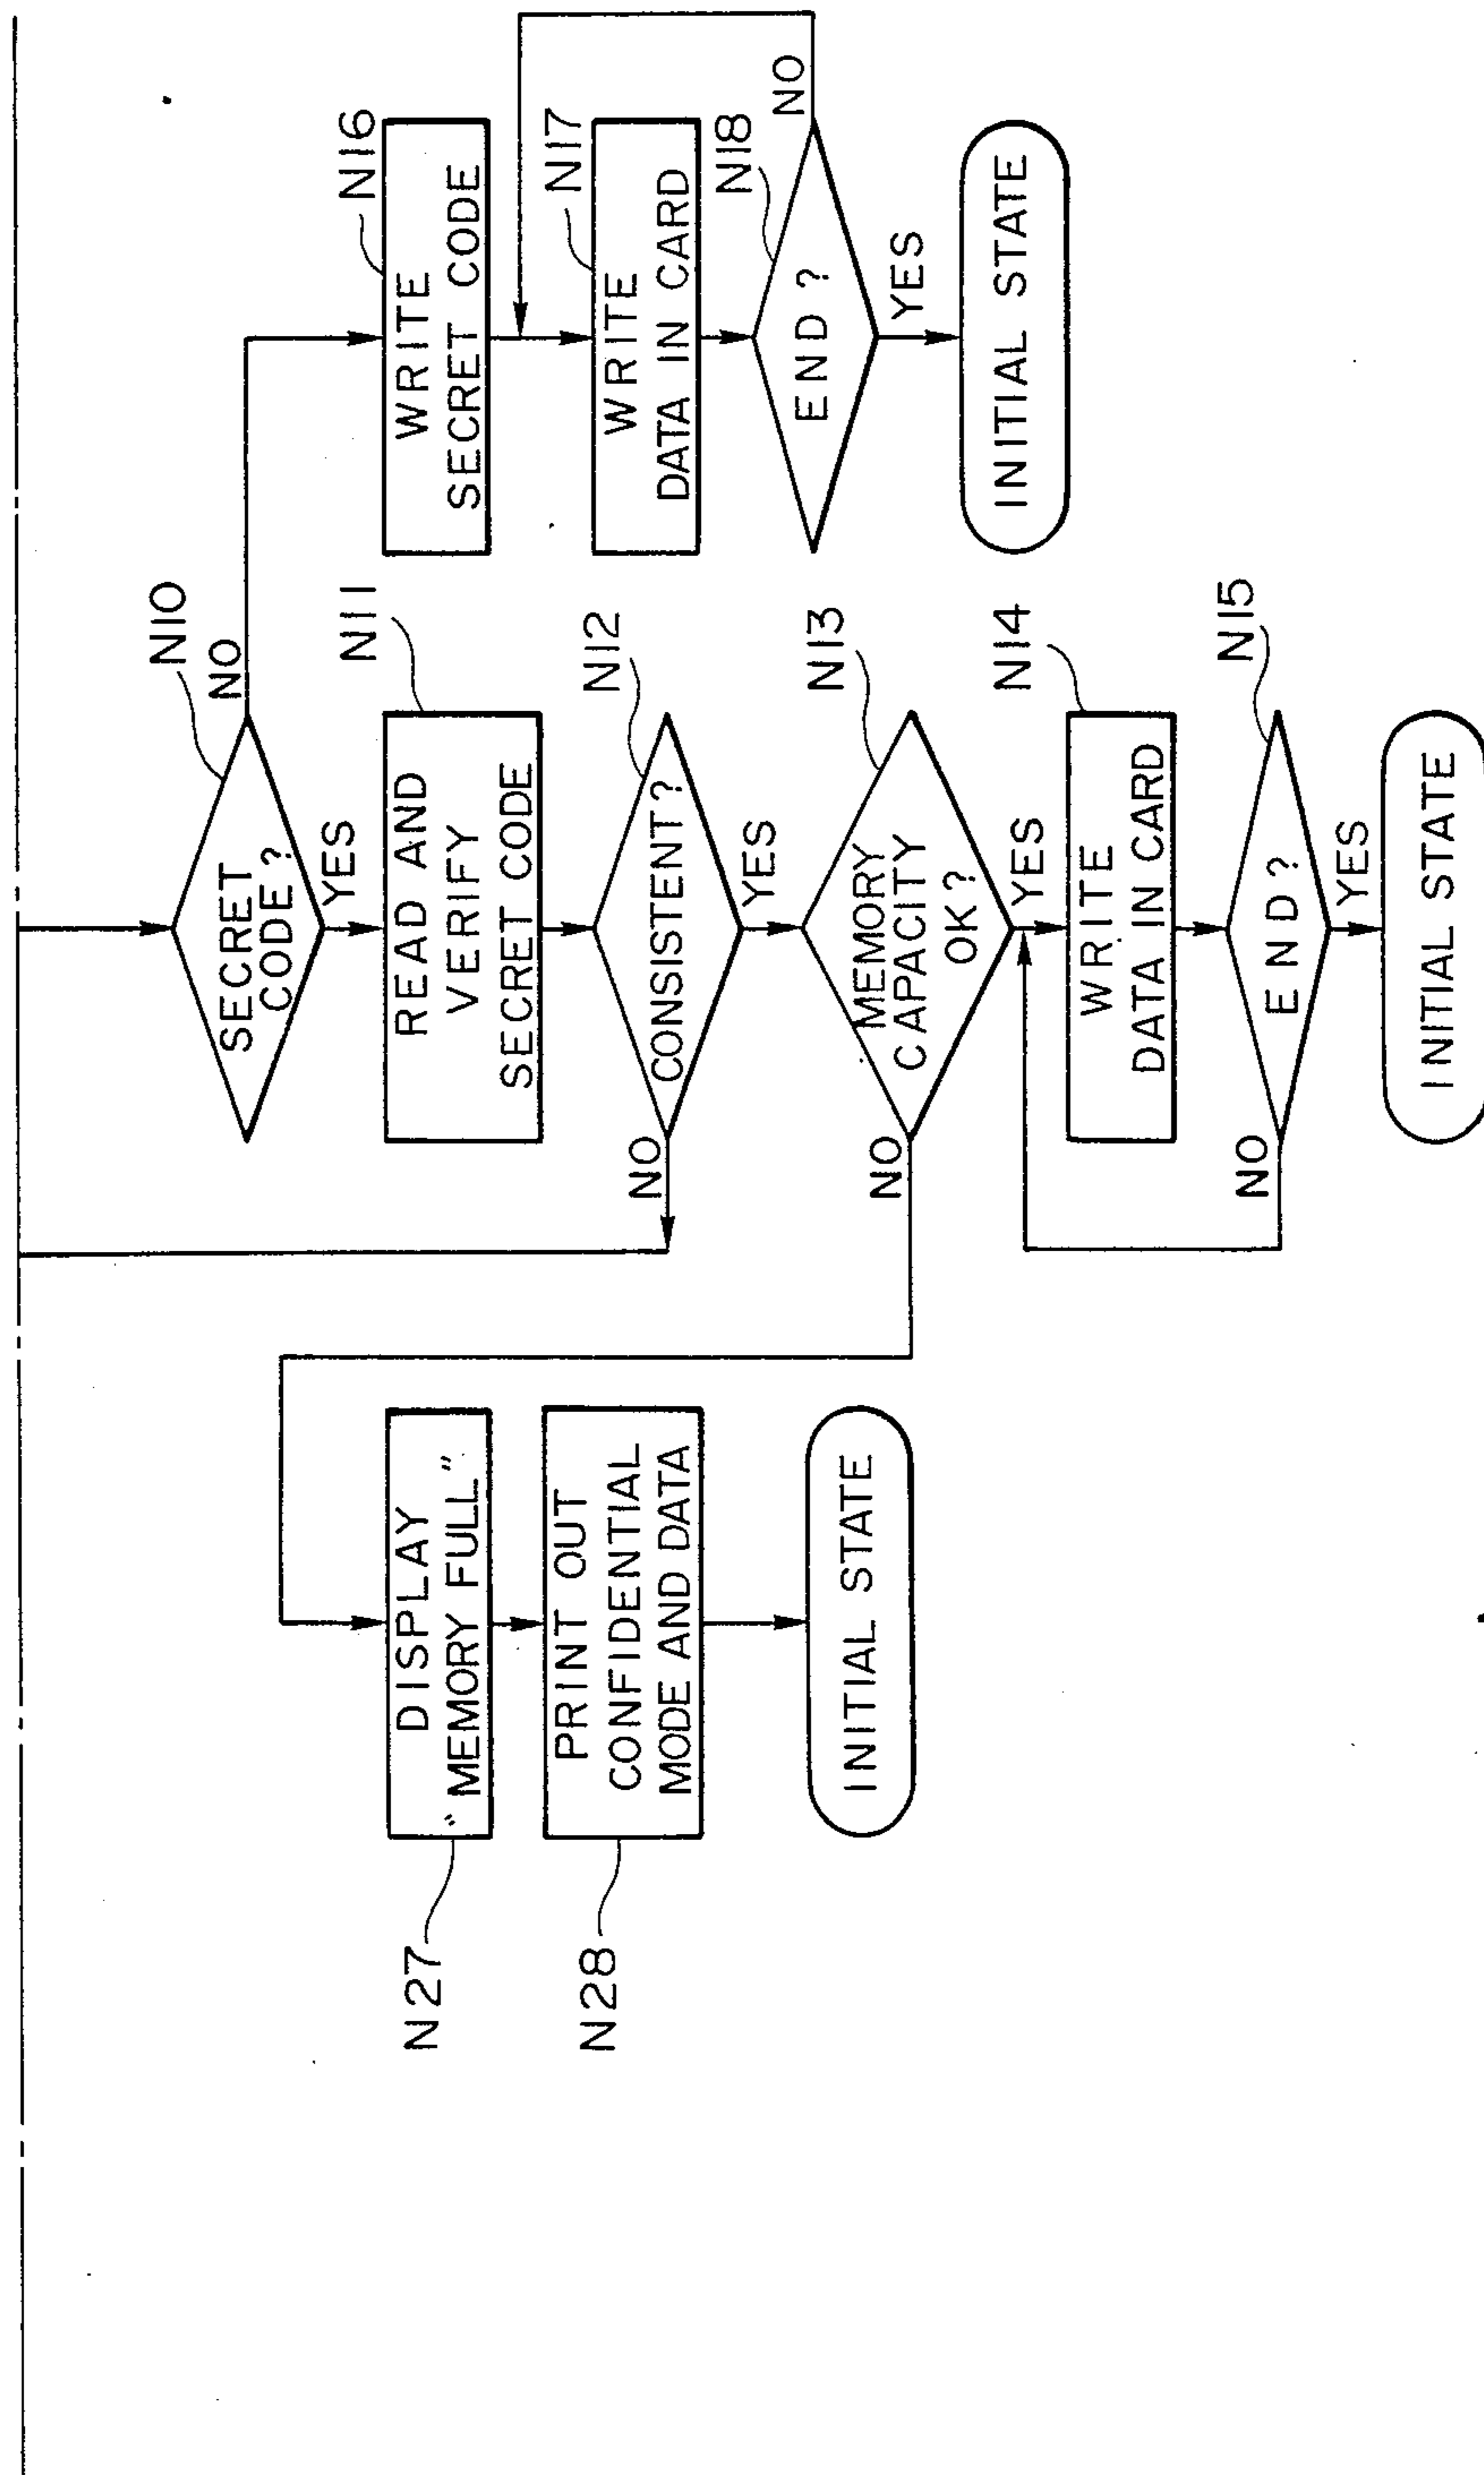 N10
SECRET
CODE?
NO
YES
N11
READ AND
VERIFY
SECRET CODE
N12
CONSISTENT?
NO
YES
N13
MEMORY
CAPACITY
OK?
NO
YES
N14
WRITE
DATA IN CARD
N15
END?
NO
YES
INITIAL STATE
N16
WRITE
SECRET CODE
N17
WRITE
DATA IN CARD
N18
END?
NO
YES
INITIAL STATE
N27
DISPLAY
"MEMORY FULL"
N28
PRINT OUT
CONFIDENTIAL
MODE AND DATA
INITIAL STATE